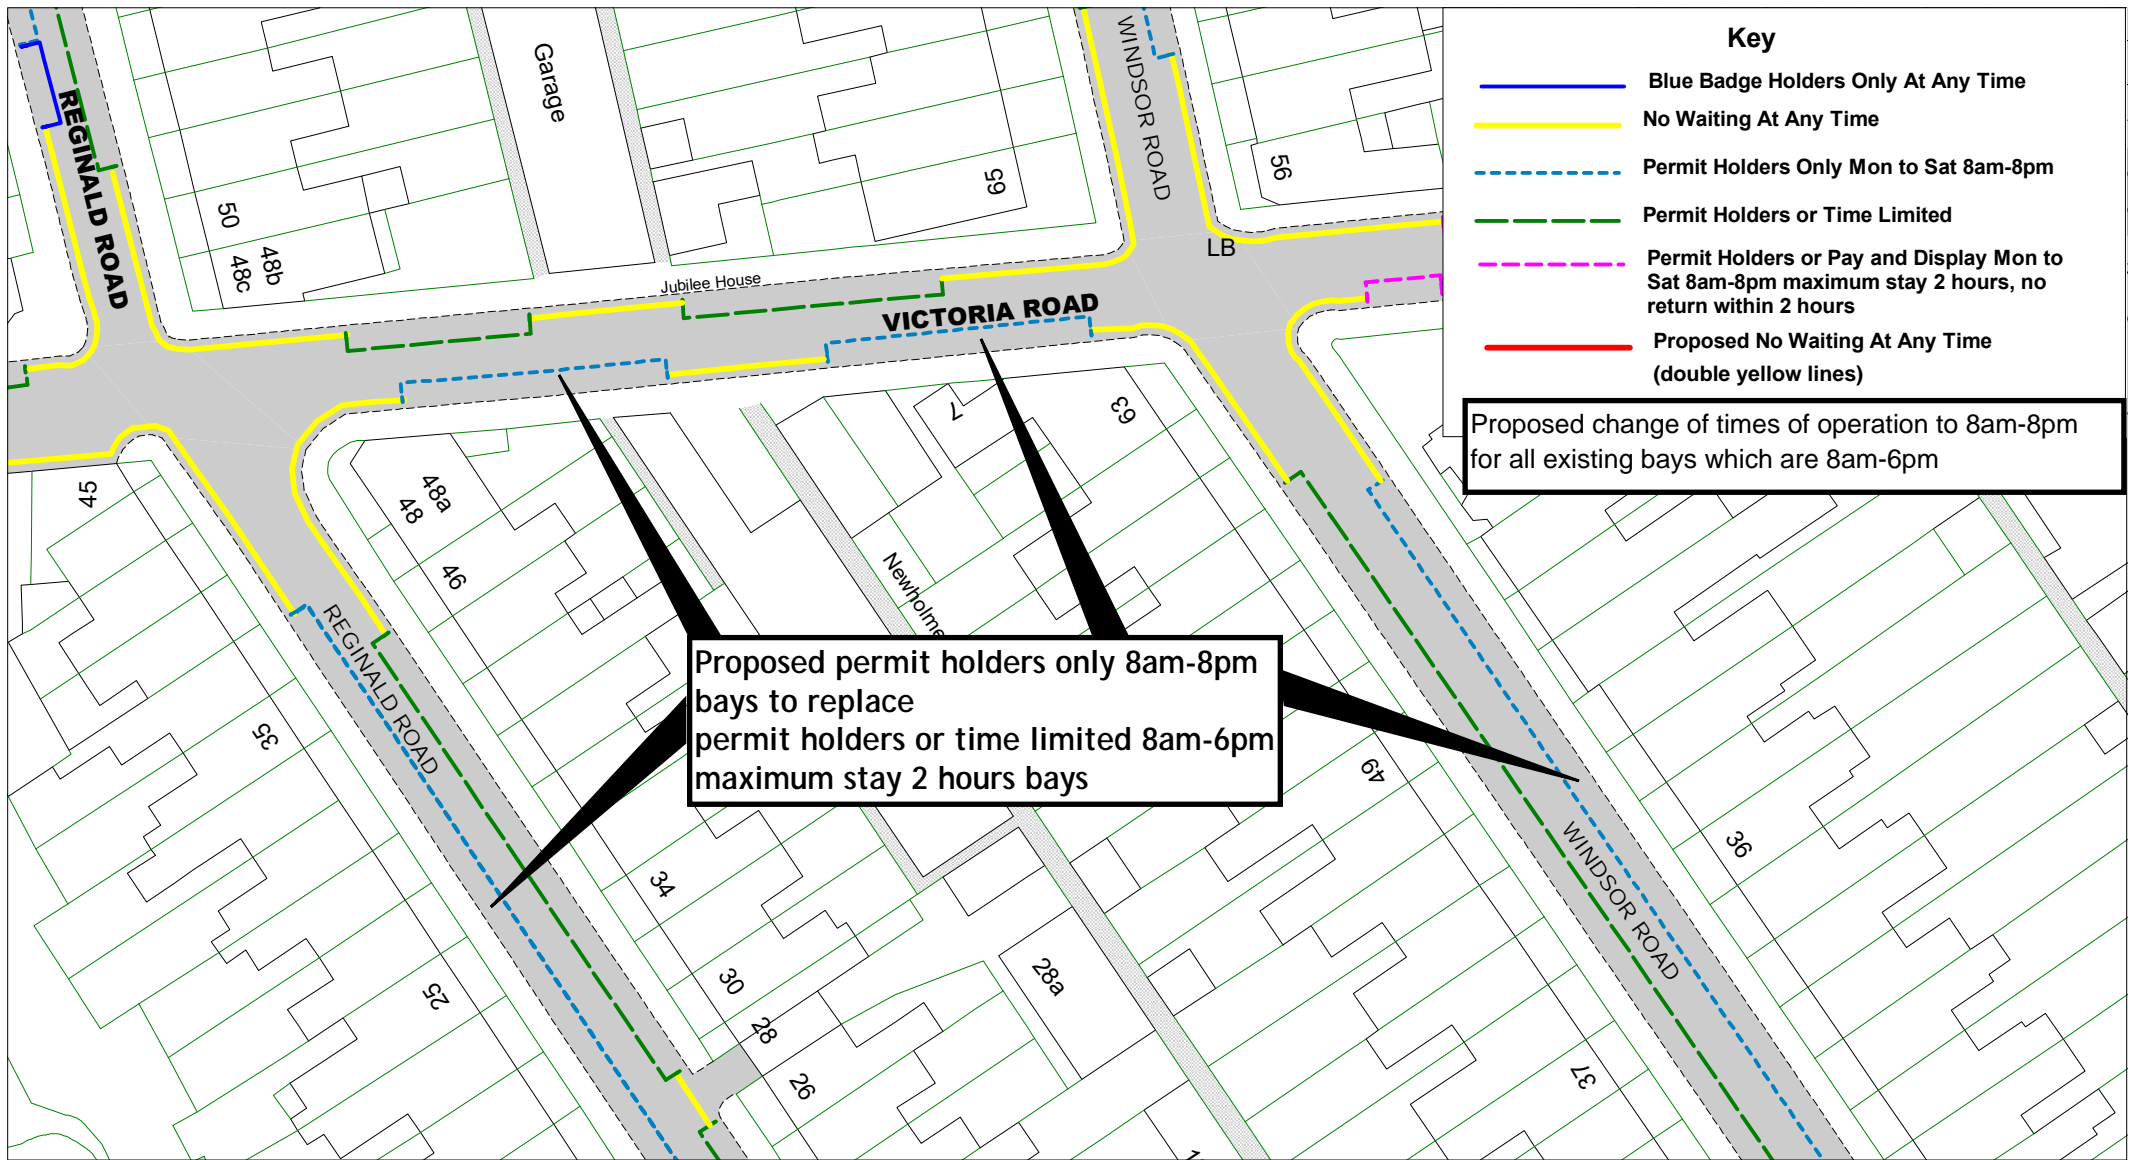 Key
Blue Badge Holders Only At Any Time
No Waiting At Any Time
Permit Holders Only Mon to Sat 8am-8pm
Permit Holders or Time Limited
Permit Holders or Pay and Display Mon to
Sat 8am-8pm maximum stay 2 hours, no
return within 2 hours
Proposed No Waiting At Any Time
(double yellow lines)
Proposed change of times of operation to 8am-8pm
for all existing bays which are 8am-6pm
REGINALD ROAD
Garage
WINDSOR ROAD
50
48b
48c
65
56
LB
Jubilee House
VICTORIA ROAD
45
48a
48
46
7
63
Newholme
REGINALD ROAD
35
Proposed permit holders only 8am-8pm
bays to replace
permit holders or time limited 8am-6pm
maximum stay 2 hours bays
49
36
WINDSOR ROAD
34
30
28
26
28a
25
37
1